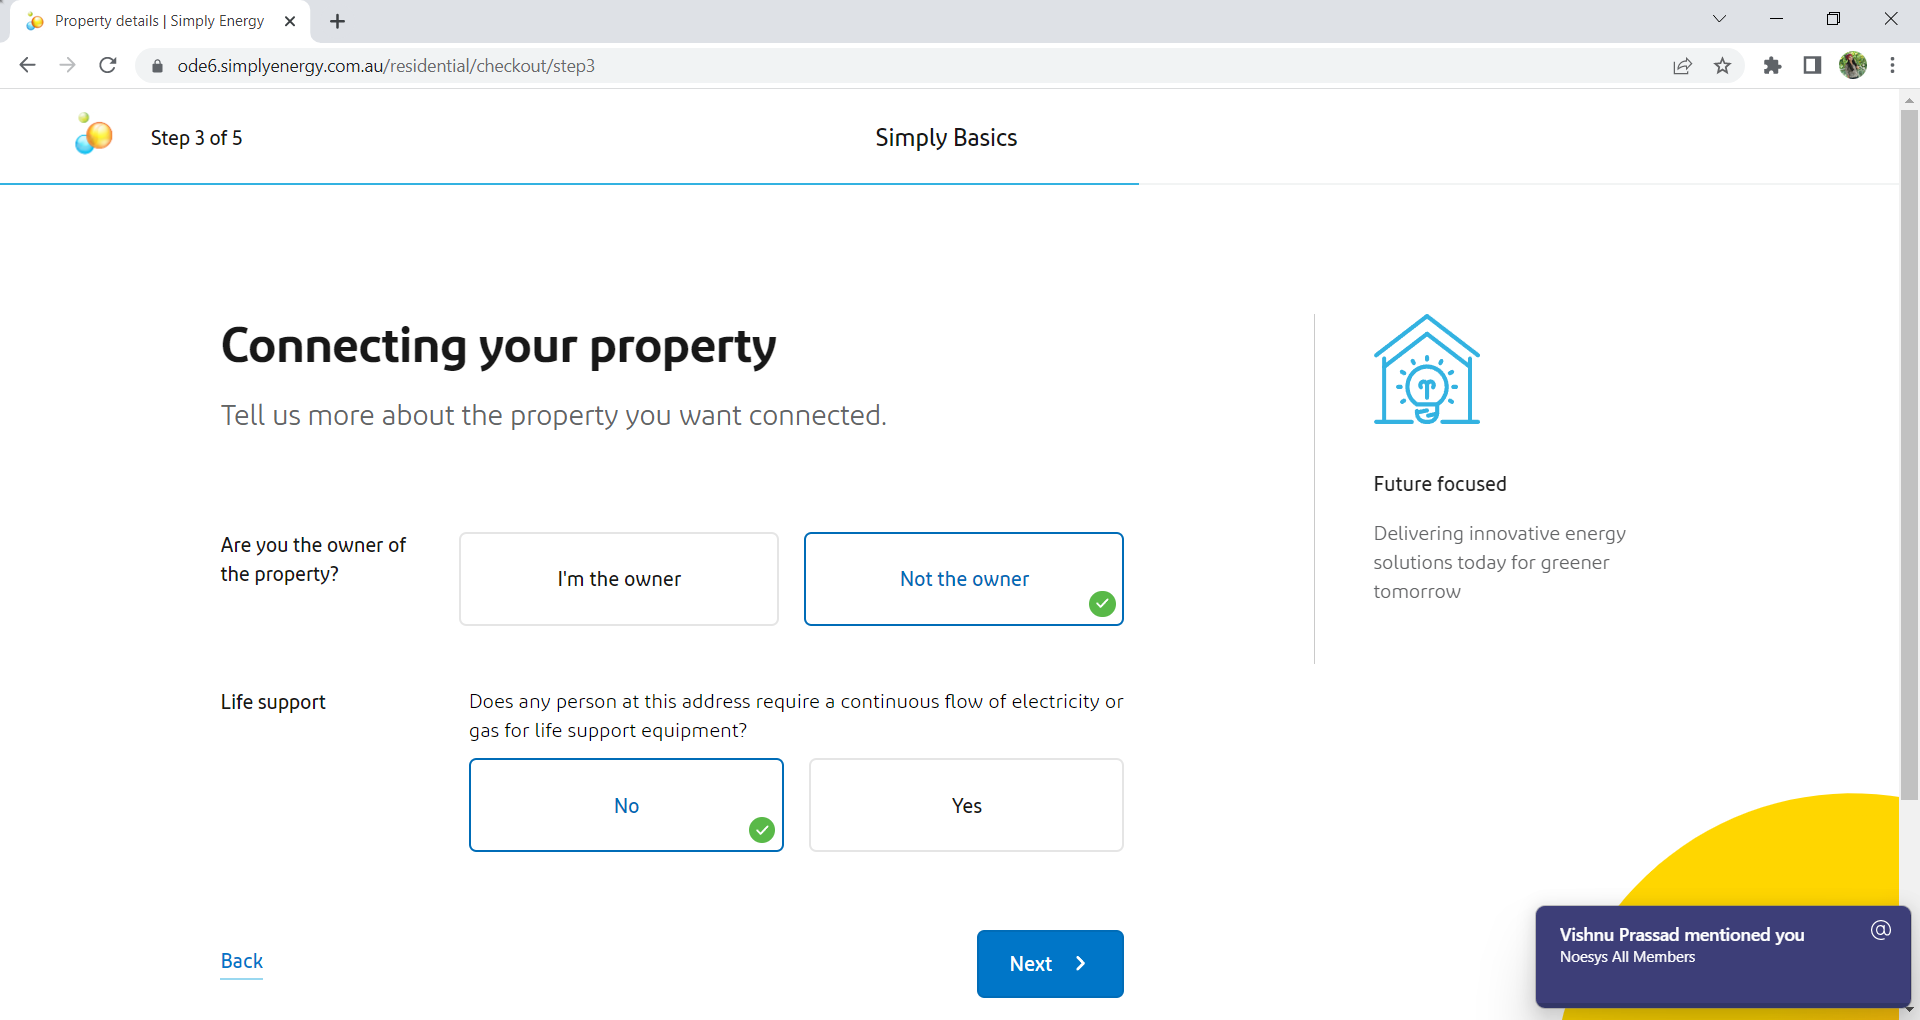 Property details | Simply Energy
ode6.simplyenergy.com.au/residential/checkout/step3
Step 3 of 5
Simply Basics
Connecting your property
Tell us more about the property you want connected.
Future focused
Delivering innovative energy
solutions today for greener
tomorrow
Are you the owner of
the property?
I'm the owner
Not the owner
Life support
Does any person at this address require a continuous flow of electricity or
gas for life support equipment?
No
Yes
Back
Next
Vishnu Prassad mentioned you
@
Noesys All Members